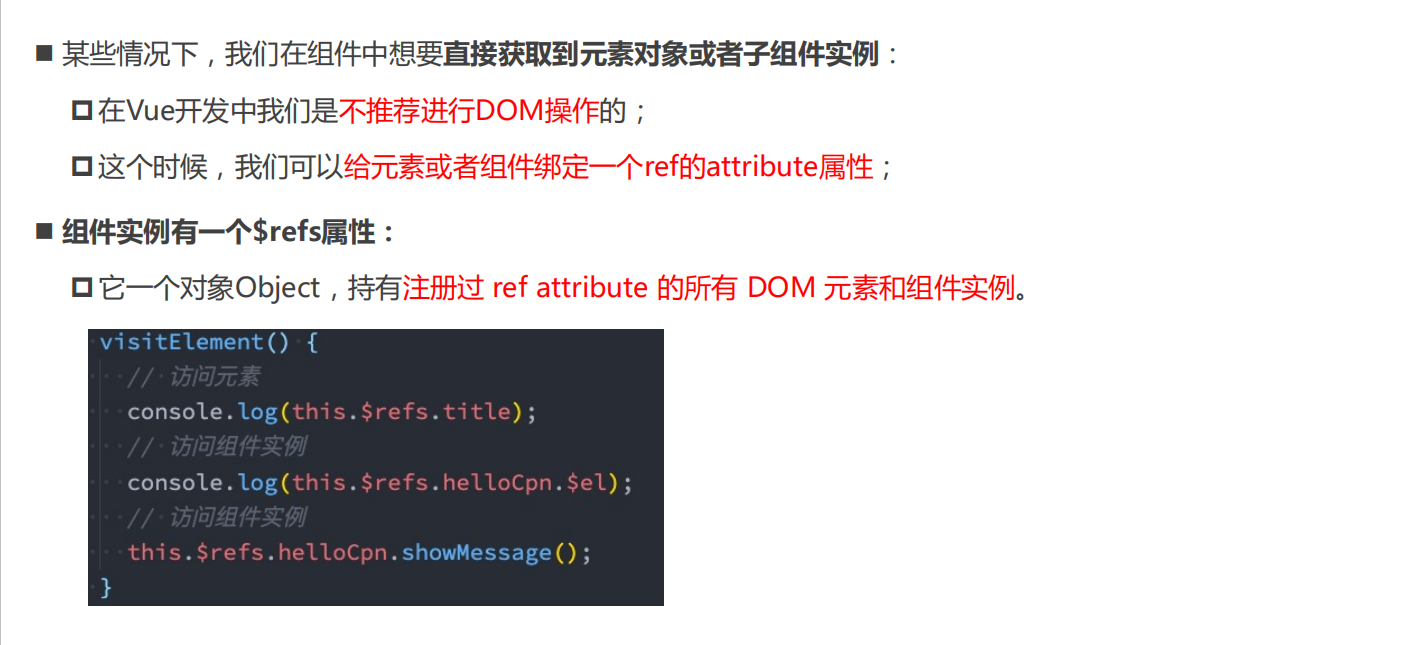 ■ 某些情况下，我们在组件中想要直接获取到元素对象或者子组件实例：
在Vue开发中我们是不推荐进行DOM操作的；
这个时候，我们可以给元素或者组件绑定一个ref的attribute属性；
■ 组件实例有一个$refs属性：
它一个对象Object，持有注册过 ref attribute 的所有 DOM 元素和组件实例。
visitElement() {
// 访问元素
console.log(this.$refs.title);
// 访问组件实例
console.log(this.$refs.helloCpn.$el);
// 访问组件实例
this.$refs.helloCpn.showMessage();
}